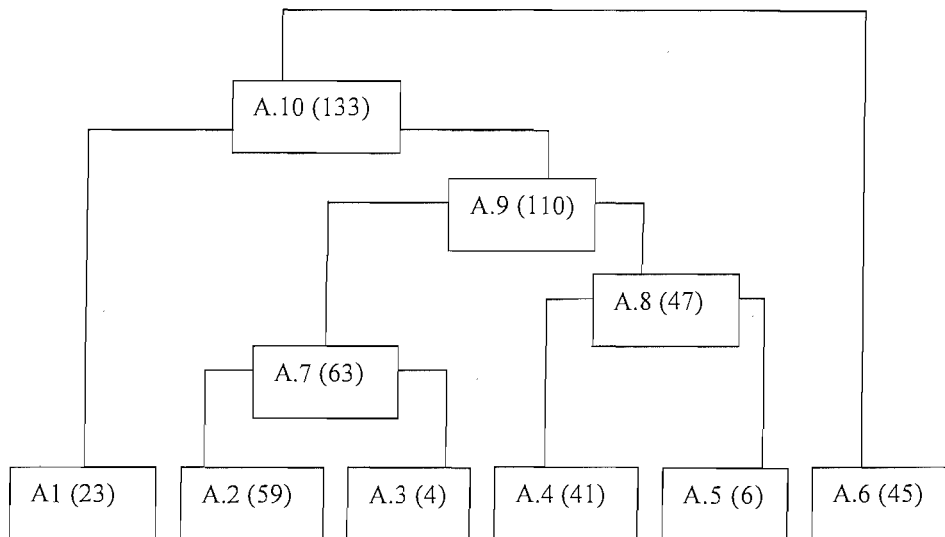 A.10 (133)
A.9 (110)
A.8 (47)
A.7 (63)
A1 (23)
A.2 (59)
A.3 (4)
A.4 (41)
A.5 (6)
A.6 (45)